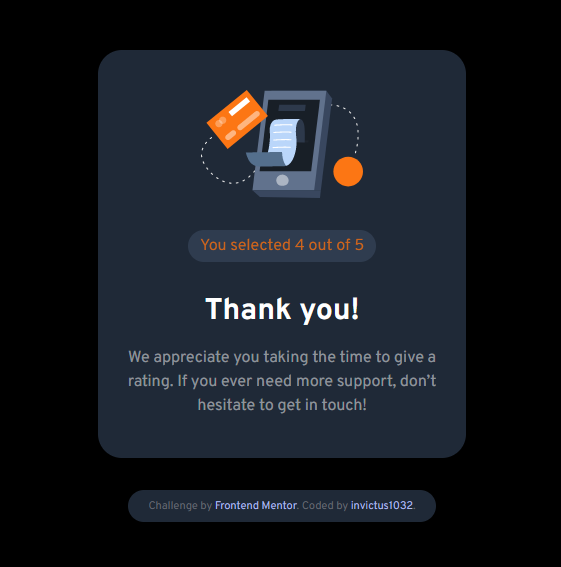 You selected 4 out of 5
Thank you!
We appreciate you taking the time to give a
rating. If you ever need more support, don’t
hesitate to get in touch!
Challenge by Frontend Mentor. Coded by invictus1032.